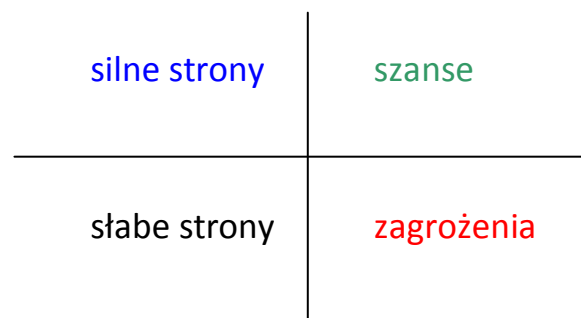 silne strony
szanse
słabe strony
zagrożenia